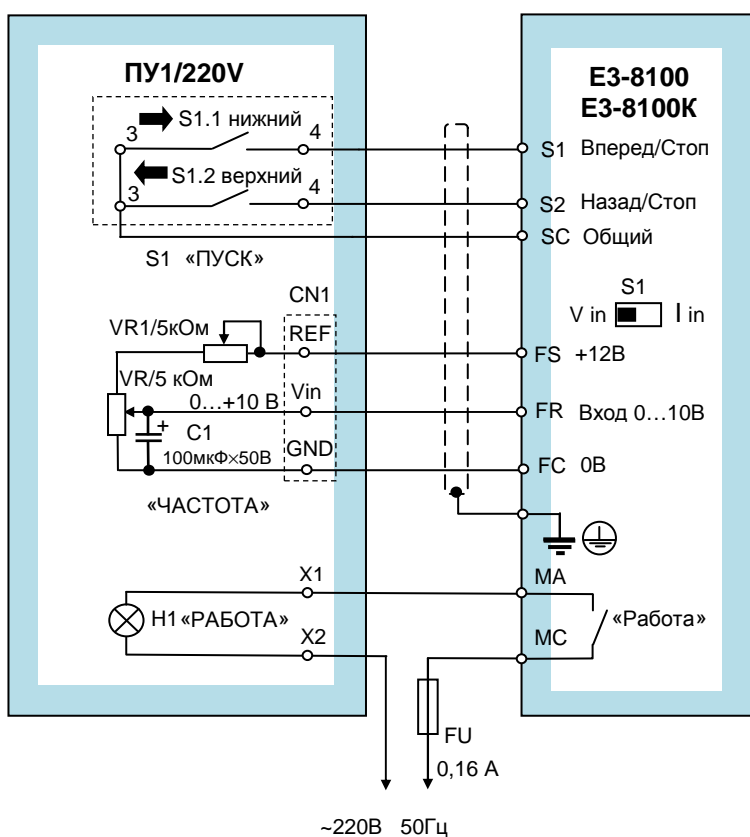 ПУ1/220V
Е3-8100
Е3-8100К
3
S1.1 нижний
4
S1 Вперед/Стоп
3
S1.2 верхний
4
S2 Назад/Стоп
SC Общий
S1 «ПУСК»
S1
V in
I in
CN1
VR1/5кОм
REF
FS +12В
VR/5 кОм
0...+10 В
Vin
FR Вход 0...10В
+
C1
100мкФ×50В
GND
FC 0В
«ЧАСТОТА»
X1
MA
H1 «РАБОТА»
«Работа»
X2
MC
FU
0,16 А
~220В 50Гц